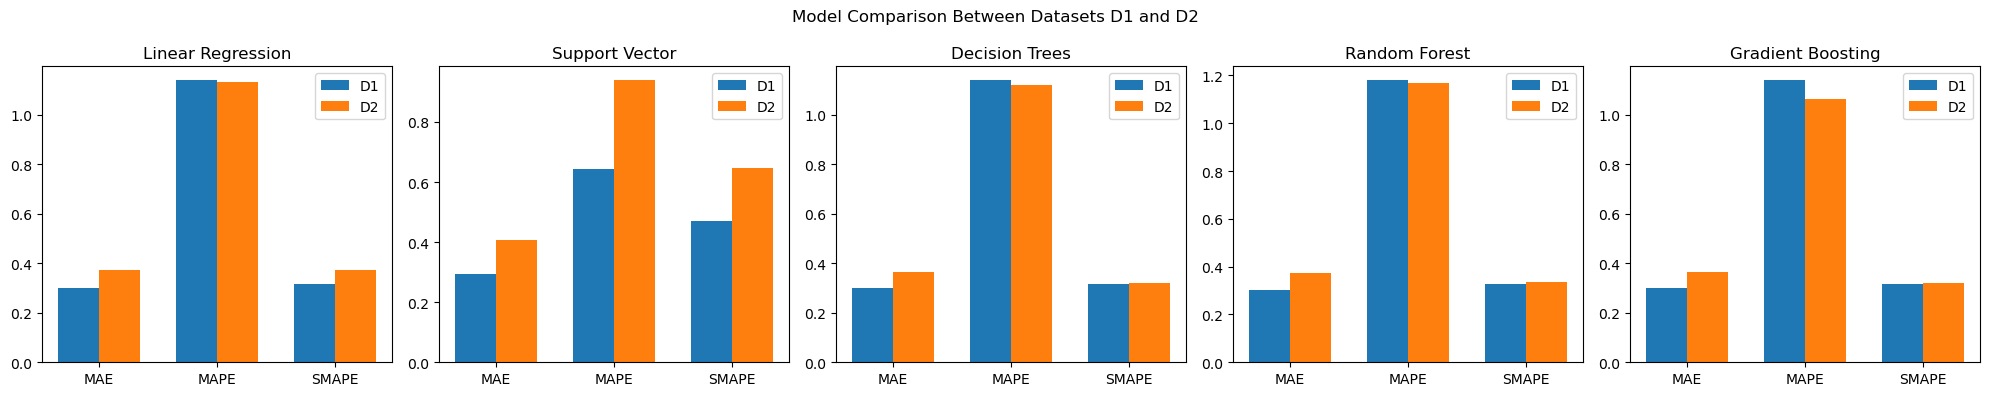 Model Comparison Between Datasets D1 and D2
Linear Regression
1.0
0.8
0.6
0.4
0.2
0.0
MAE MAPE SMAPE
D1
D2
Support Vector
0.8
0.6
0.4
0.2
0.0
MAE MAPE SMAPE
D1
D2
Decision Trees
1.0
0.8
0.6
0.4
0.2
0.0
MAE MAPE SMAPE
D1
D2
Random Forest
1.2
1.0
0.8
0.6
0.4
0.2
0.0
MAE MAPE SMAPE
D1
D2
Gradient Boosting
1.0
0.8
0.6
0.4
0.2
0.0
MAE MAPE SMAPE
D1
D2